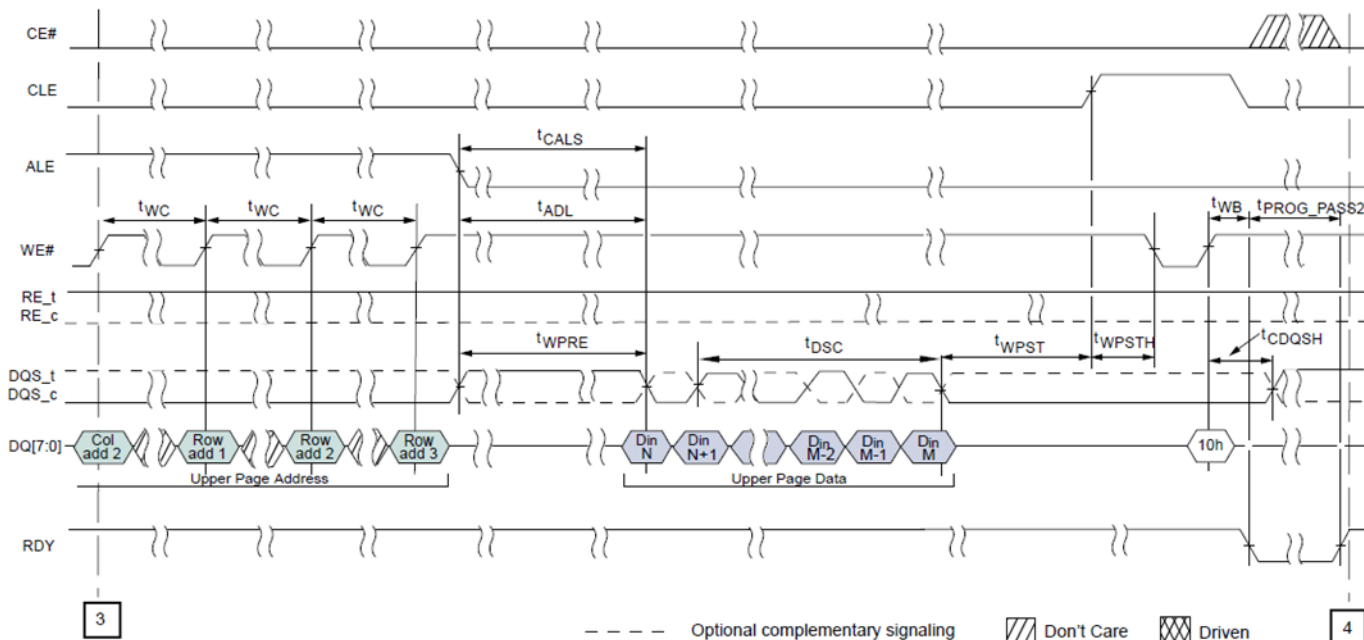 CE#
CLE
tCALS
ALE
tWC tWC tWC tADL tWB tPROG_PASS2
WE#
RE_t
RE_c
tWPRE tDSC tWPST tWPSTH tCDQSH
DQS_t
DQS_c
DQ[7:0] Col add 2 Row add 1 Row add 2 Row add 3 Din N Din N+1 Din M-2 Din M-1 Din M 10h
Upper Page Address Upper Page Data
RDY
3 Optional complementary signaling Don't Care Driven 4